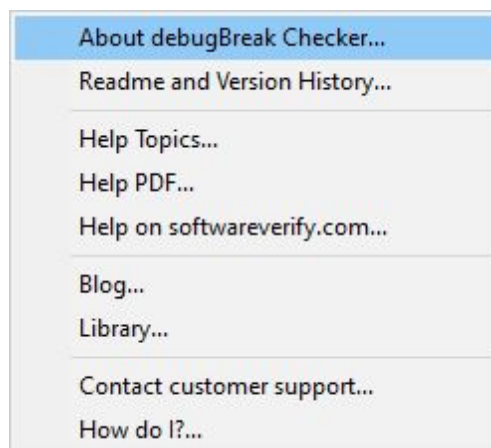 About debugBreak Checker...
Readme and Version History...
Help Topics...
Help PDF...
Help on softwareverify.com...
Blog...
Library...
Contact customer support...
How do I?...